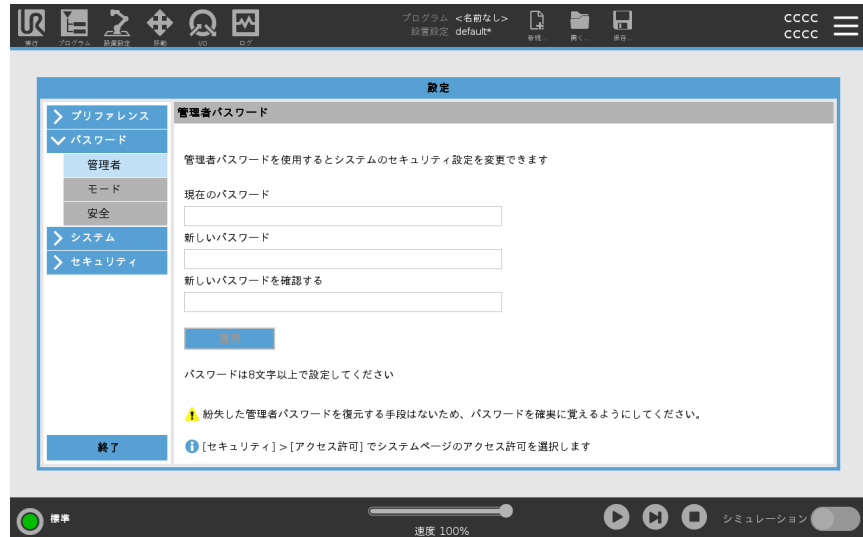 UR
プログラム <名前なし>
設置設定 default*
CCCC
CCCC
実行
プログラム
設置設定
移動
I/O
ログ
新規...
開く...
保存...
設定
プリファレンス
パスワード
管理者
モード
安全
システム
セキュリティ
終了
管理者パスワード
管理者パスワードを使用するとシステムのセキュリティ設定を変更できます
現在のパスワード
新しいパスワード
新しいパスワードを確認する
適用
パスワードは8文字以上で設定してください
紛失した管理者パスワードを復元する手段はないため、パスワードを確実に覚えるようにしてください。
[セキュリティ] > [アクセス許可] でシステムページのアクセス許可を選択します
標準
速度 100%
シミュレーション